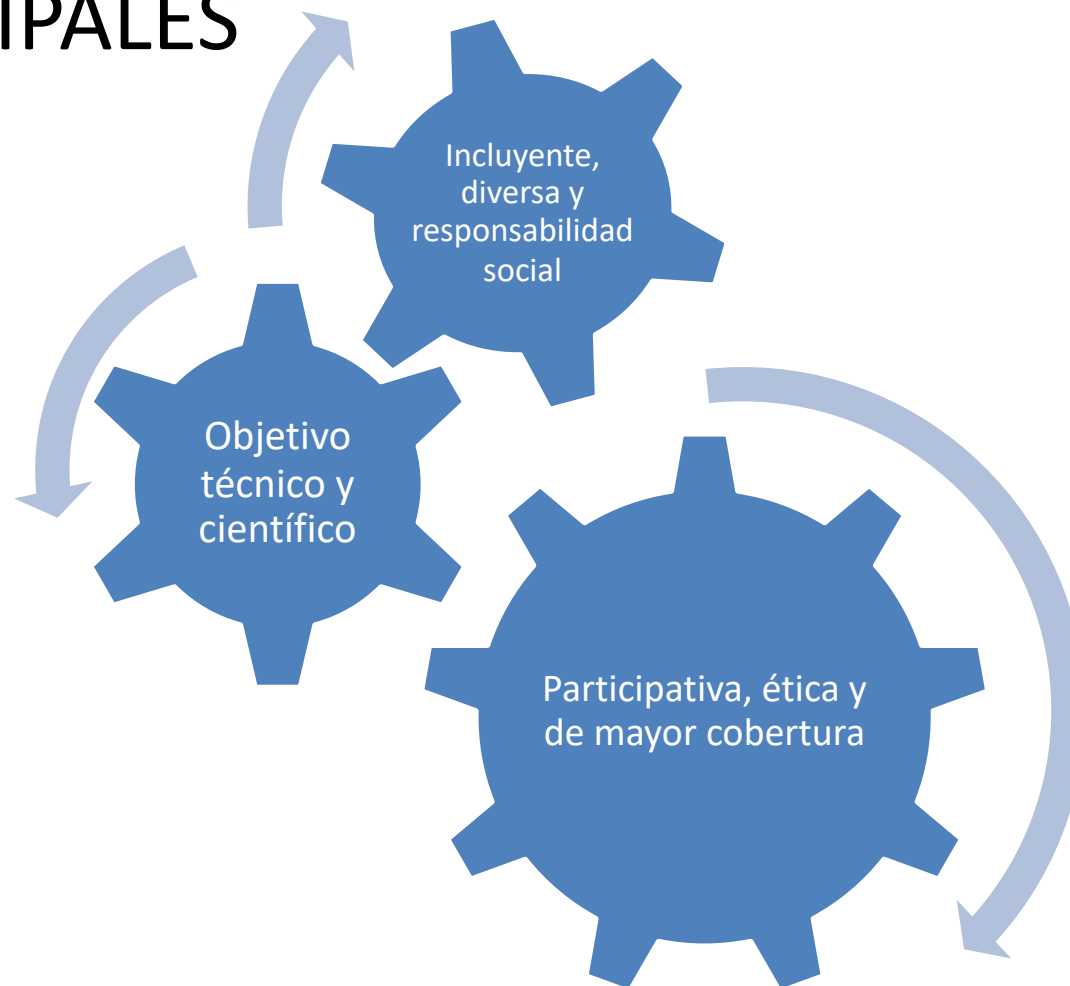 IPALES
Incluyente,
diversa y
responsabilidad
social
Objetivo
técnico y
científico
Participativa, ética y
de mayor cobertura